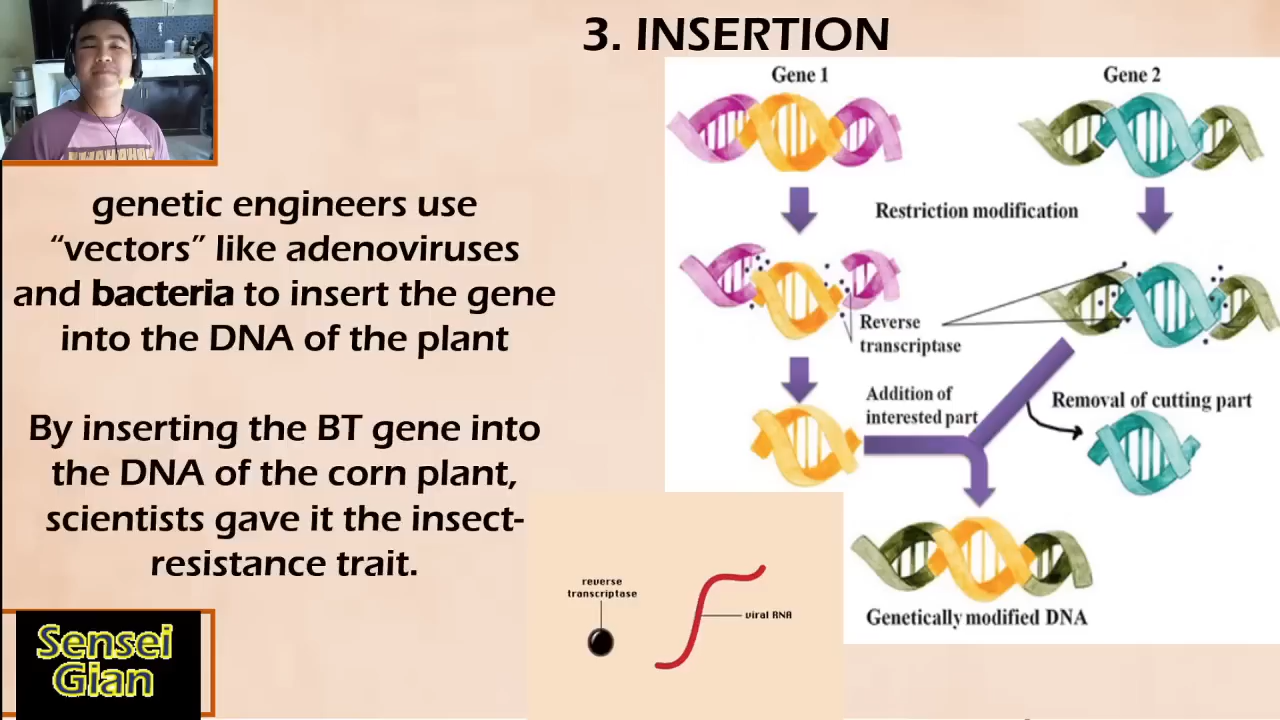 3. INSERTION
genetic engineers use
“vectors” like adenoviruses
and bacteria to insert the gene
into the DNA of the plant
By inserting the BT gene into
the DNA of the corn plant,
scientists gave it the insect-
resistance trait.
Gene 1
Gene 2
Restriction modification
Reverse
transcriptase
Addition of
interested part
Removal of cutting part
Genetically modified DNA
reverse
transcriptase
viral RNA
Sensei
Gian